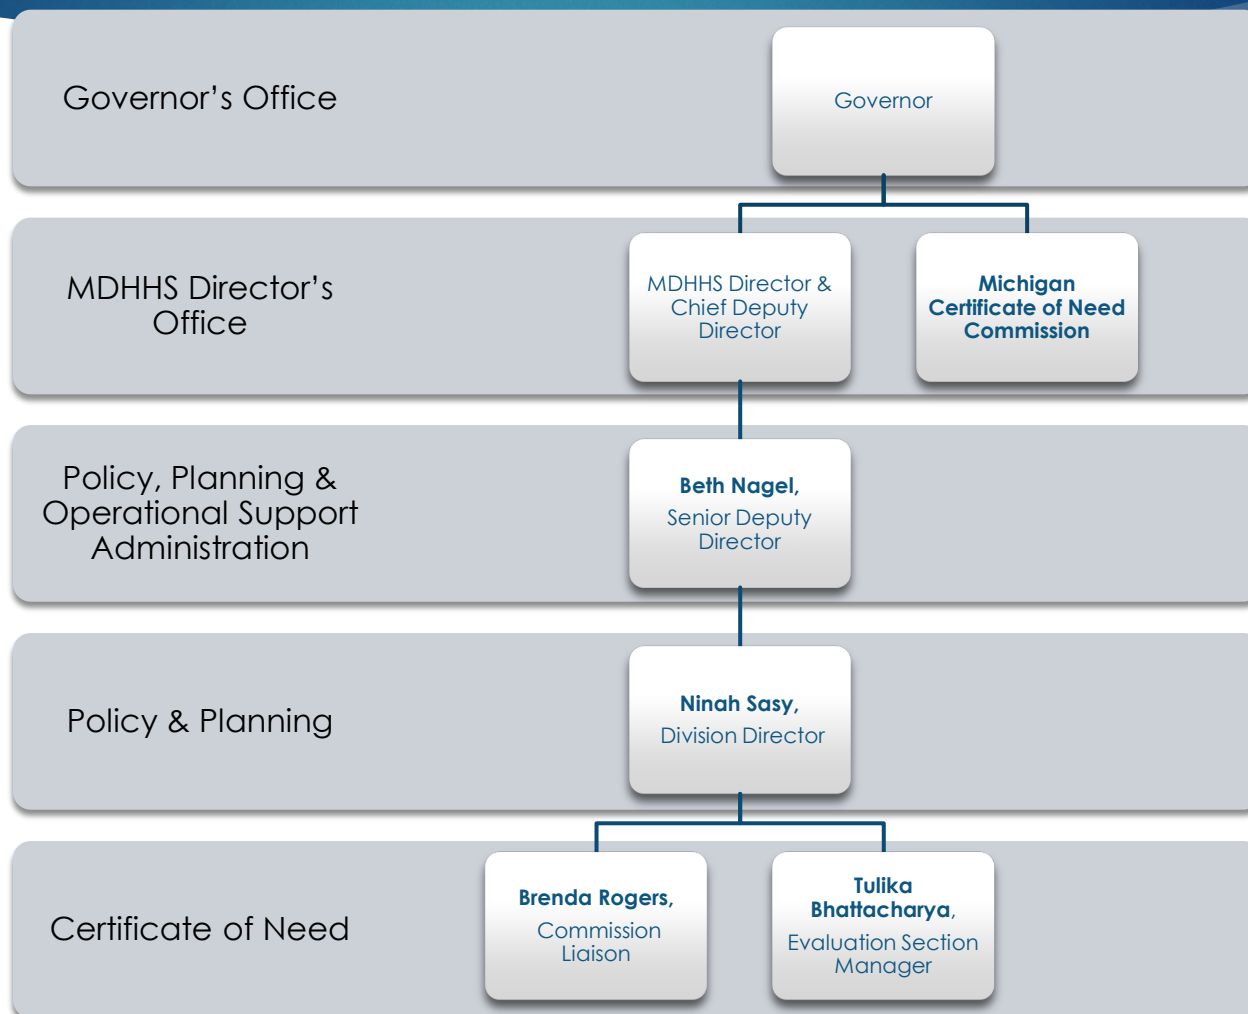 Governor’s Office
Governor
MDHHS Director’s
Office
MDHHS Director &
Chief Deputy
Director
Michigan
Certificate of Need
Commission
Policy, Planning &
Operational Support
Administration
Beth Nagel,
Senior Deputy
Director
Policy & Planning
Ninah Sasy,
Division Director
Certificate of Need
Brenda Rogers,
Commission
Liaison
Tulika
Bhattacharya,
Evaluation Section
Manager